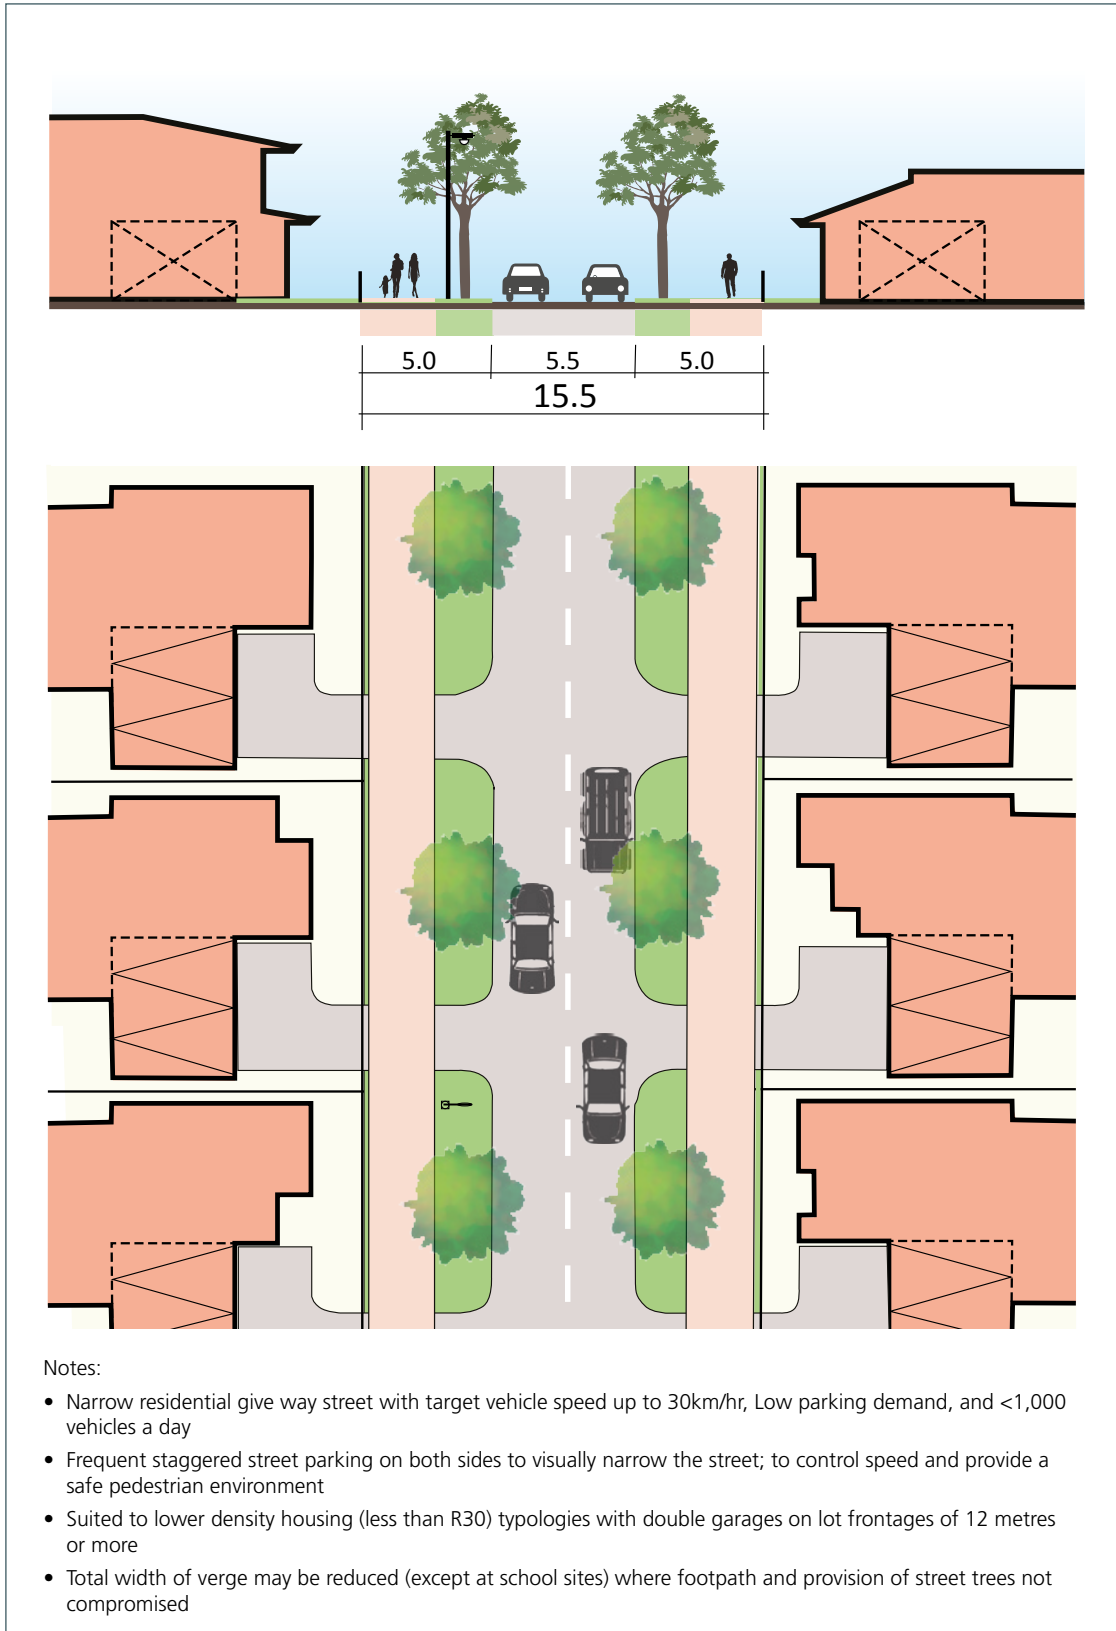 5.0 5.5 5.0
15.5
Notes:
• Narrow residential give way street with target vehicle speed up to 30km/hr, Low parking demand, and <1,000
vehicles a day
• Frequent staggered street parking on both sides to visually narrow the street; to control speed and provide a
safe pedestrian environment
• Suited to lower density housing (less than R30) typologies with double garages on lot frontages of 12 metres
or more
• Total width of verge may be reduced (except at school sites) where footpath and provision of street trees not
compromised